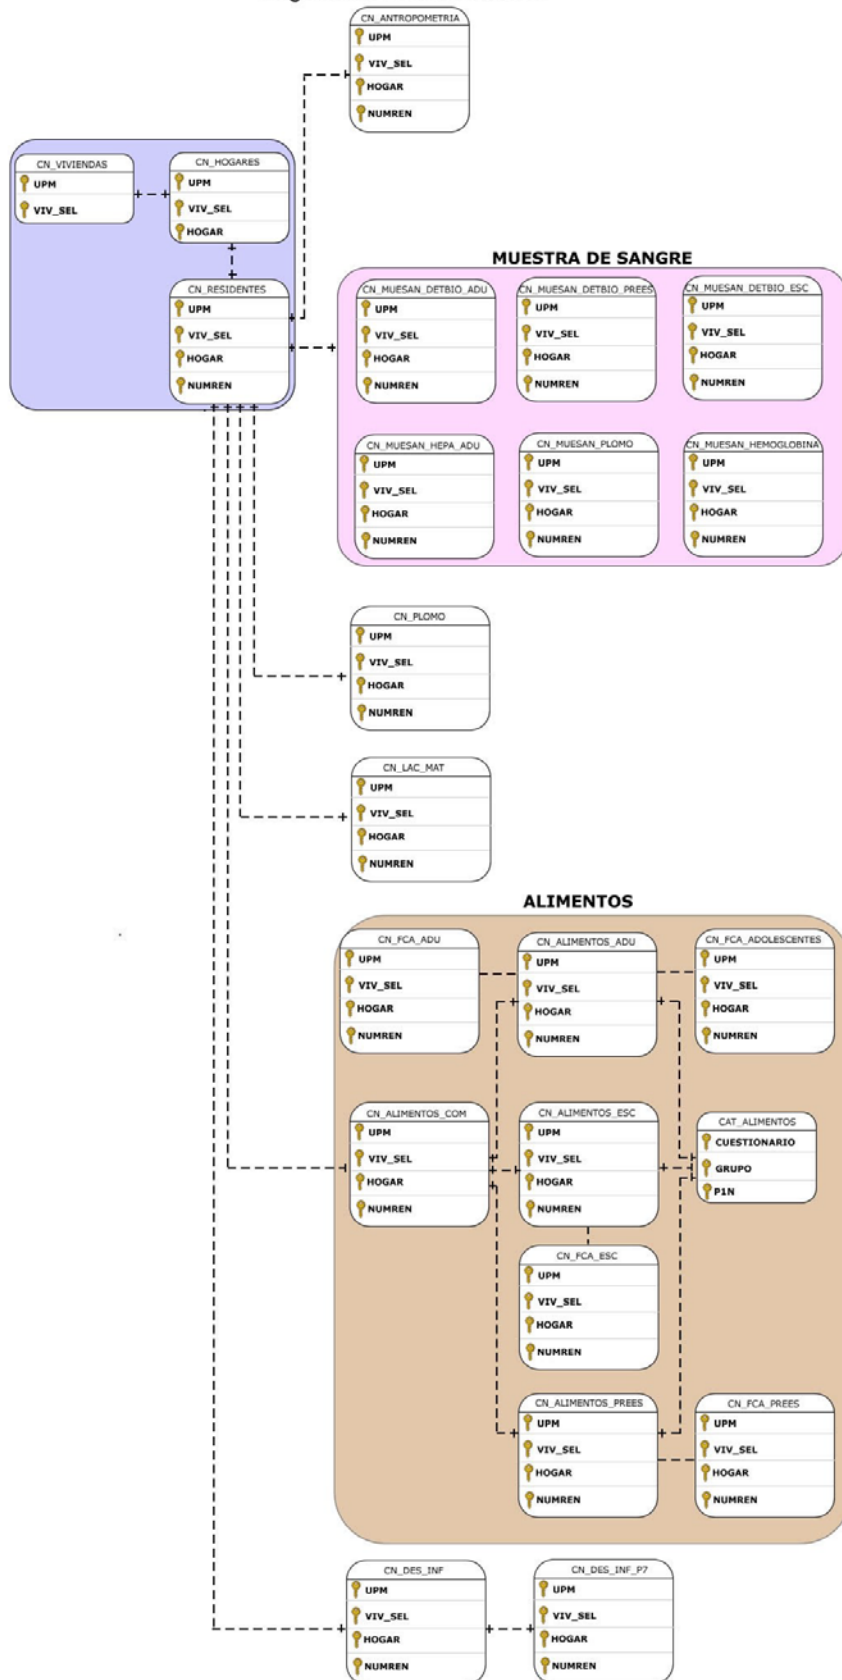 CN_ANTROPOMETRIA
UPM
VIV_SEL
HOGAR
NUMREN
CN_VIVIENDAS
UPM
VIV_SEL
CN_HOGARES
UPM
VIV_SEL
HOGAR
CN_RESIDENTES
UPM
VIV_SEL
HOGAR
NUMREN
MUESTRA DE SANGRE
CN_MUESAN_DETBIO_ADU
UPM
VIV_SEL
HOGAR
NUMREN
CN_MUESAN_DETBIO_PREES
UPM
VIV_SEL
HOGAR
NUMREN
CN_MUESAN_DETBIO_ESC
UPM
VIV_SEL
HOGAR
NUMREN
CN_MUESAN_HEPA_ADU
UPM
VIV_SEL
HOGAR
NUMREN
CN_MUESAN_PLOMO
UPM
VIV_SEL
HOGAR
NUMREN
CN_MUESAN_HEMOGLOBINA
UPM
VIV_SEL
HOGAR
NUMREN
CN_PLOMO
UPM
VIV_SEL
HOGAR
NUMREN
CN_LAC_MAT
UPM
VIV_SEL
HOGAR
NUMREN
ALIMENTOS
CN_FCA_ADU
UPM
VIV_SEL
HOGAR
NUMREN
CN_ALIMENTOS_ADU
UPM
VIV_SEL
HOGAR
NUMREN
CN_FCA_ADOLESCENTES
UPM
VIV_SEL
HOGAR
NUMREN
CN_ALIMENTOS_COM
UPM
VIV_SEL
HOGAR
NUMREN
CN_ALIMENTOS_ESC
UPM
VIV_SEL
HOGAR
NUMREN
CAT_ALIMENTOS
CUESTIONARIO
GRUPO
P1N
CN_FCA_ESC
UPM
VIV_SEL
HOGAR
NUMREN
CN_ALIMENTOS_PREES
UPM
VIV_SEL
HOGAR
NUMREN
CN_FCA_PREES
UPM
VIV_SEL
HOGAR
NUMREN
CN_DES_INF
UPM
VIV_SEL
HOGAR
NUMREN
CN_DES_INF_P7
UPM
VIV_SEL
HOGAR
NUMREN